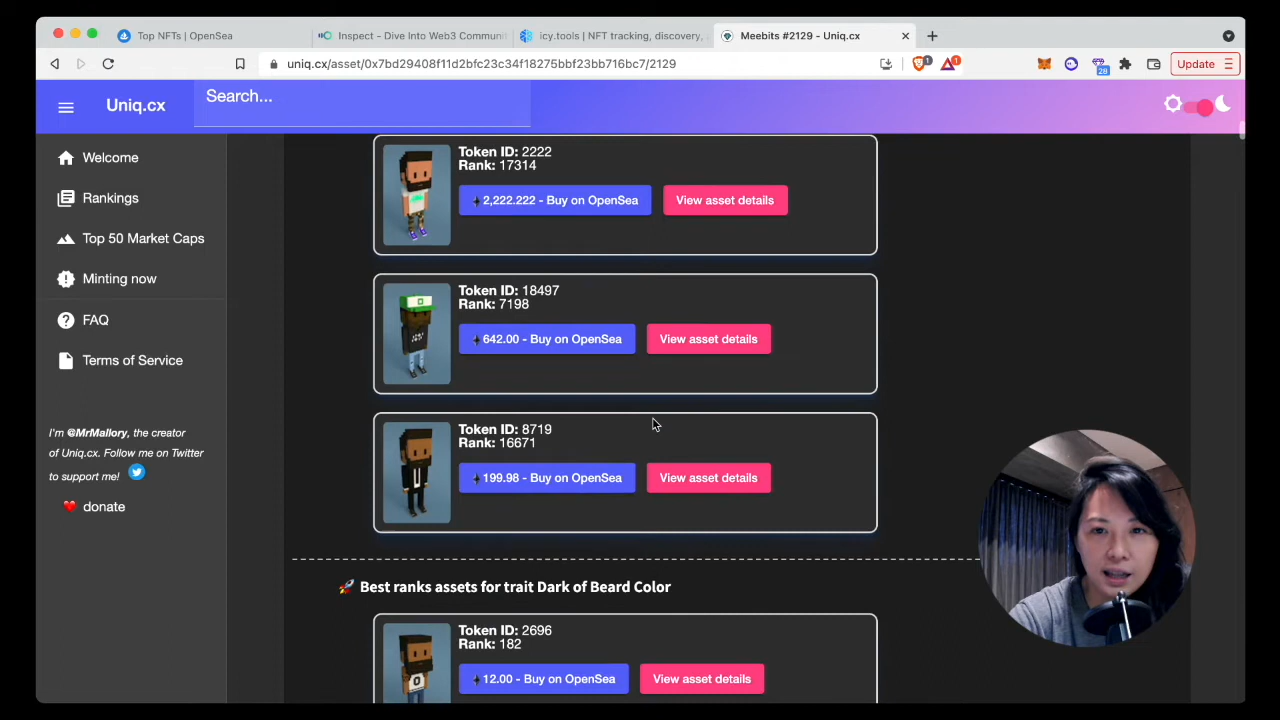 Top NFTs | OpenSea
Inspect - Dive Into Web3 Communi
icy.tools | NFT tracking, discovery,
Meebits #2129 - Uniq.cx
uniq.cx/asset/0x7bd29408f11d2bfc23c34f18275bbf23bb716bc7/2129
1
1
28
Update
Uniq.cx
Search...
Welcome
Rankings
Top 50 Market Caps
Minting now
FAQ
Terms of Service
I'm @MrMallory, the creator
of Uniq.cx. Follow me on Twitter
to support me!
donate
Token ID: 2222
Rank: 17314
2,222.222 - Buy on OpenSea
View asset details
Token ID: 18497
Rank: 7198
642.00 - Buy on OpenSea
View asset details
Token ID: 8719
Rank: 16671
199.98 - Buy on OpenSea
View asset details
🚀 Best ranks assets for trait Dark of Beard Color
Token ID: 2696
Rank: 182
12.00 - Buy on OpenSea
View asset details